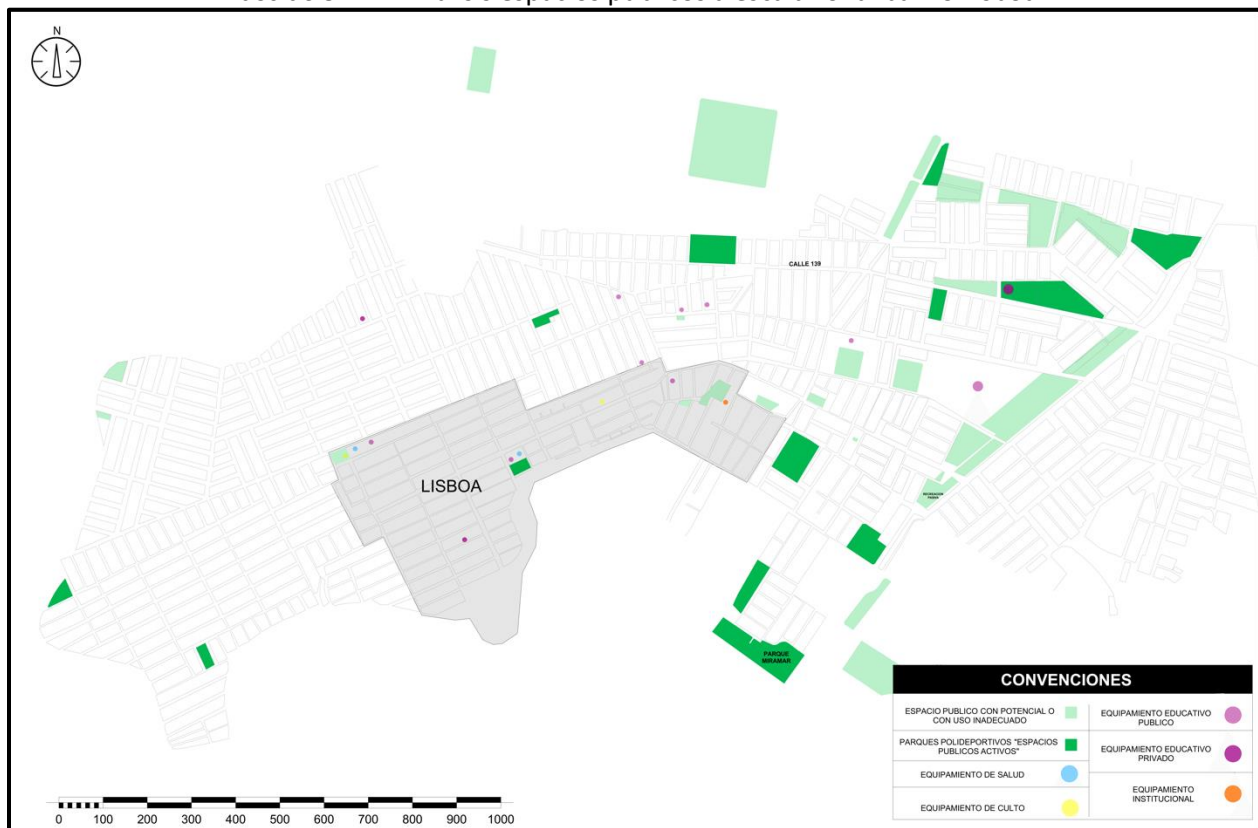 N
CALLE 139
LISBOA
RECREACION
PARQUE
MIRAMAR
CONVENCIONES
ESPACIO PUBLICO CON POTENCIAL O
CON USO INADECUADO
PARQUES POLIDEPORTIVOS "ESPACIOS
PUBLICOS ACTIVOS"
EQUIPAMIENTO DE SALUD
EQUIPAMIENTO DE CULTO
EQUIPAMIENTO EDUCATIVO
PUBLICO
EQUIPAMIENTO EDUCATIVO
PRIVADO
EQUIPAMIENTO
INSTITUCIONAL
0 100 200 300 400 500 600 700 800 900 1000